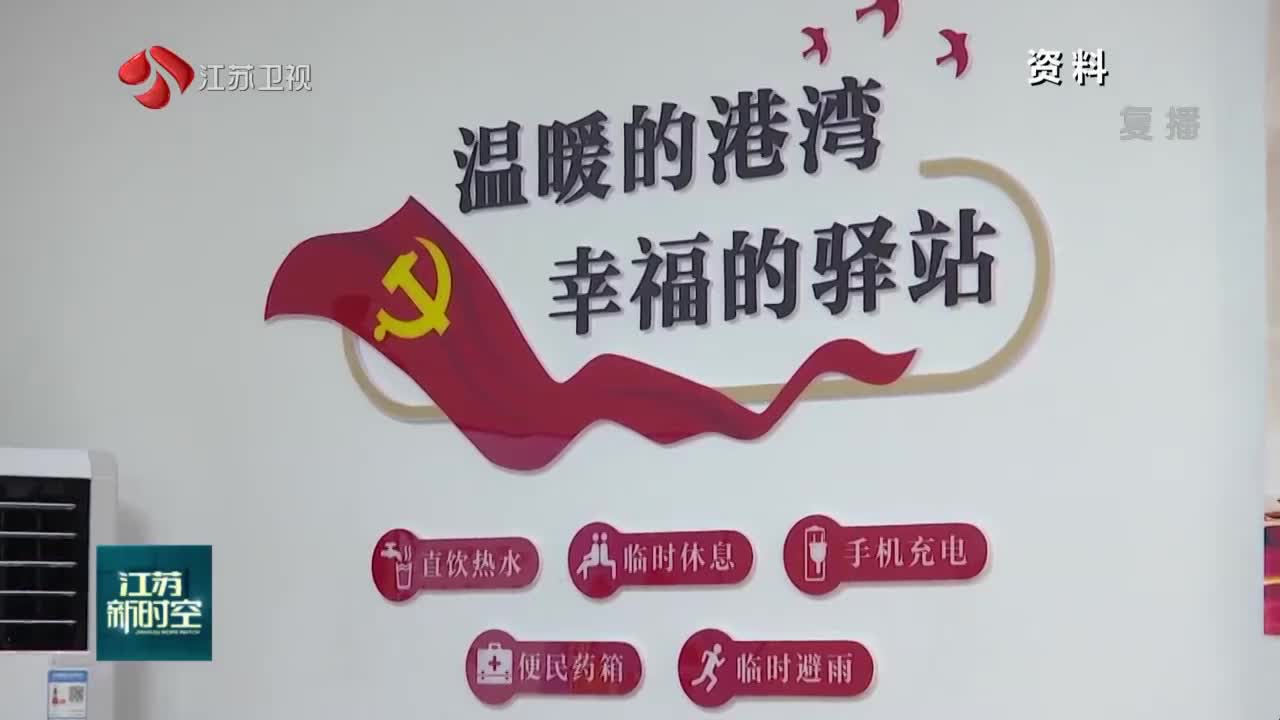 江苏卫视
资料
复播
温暖的港湾
幸福的驿站
直饮热水
临时休息
手机充电
便民药箱
临时避雨
江苏
新时空